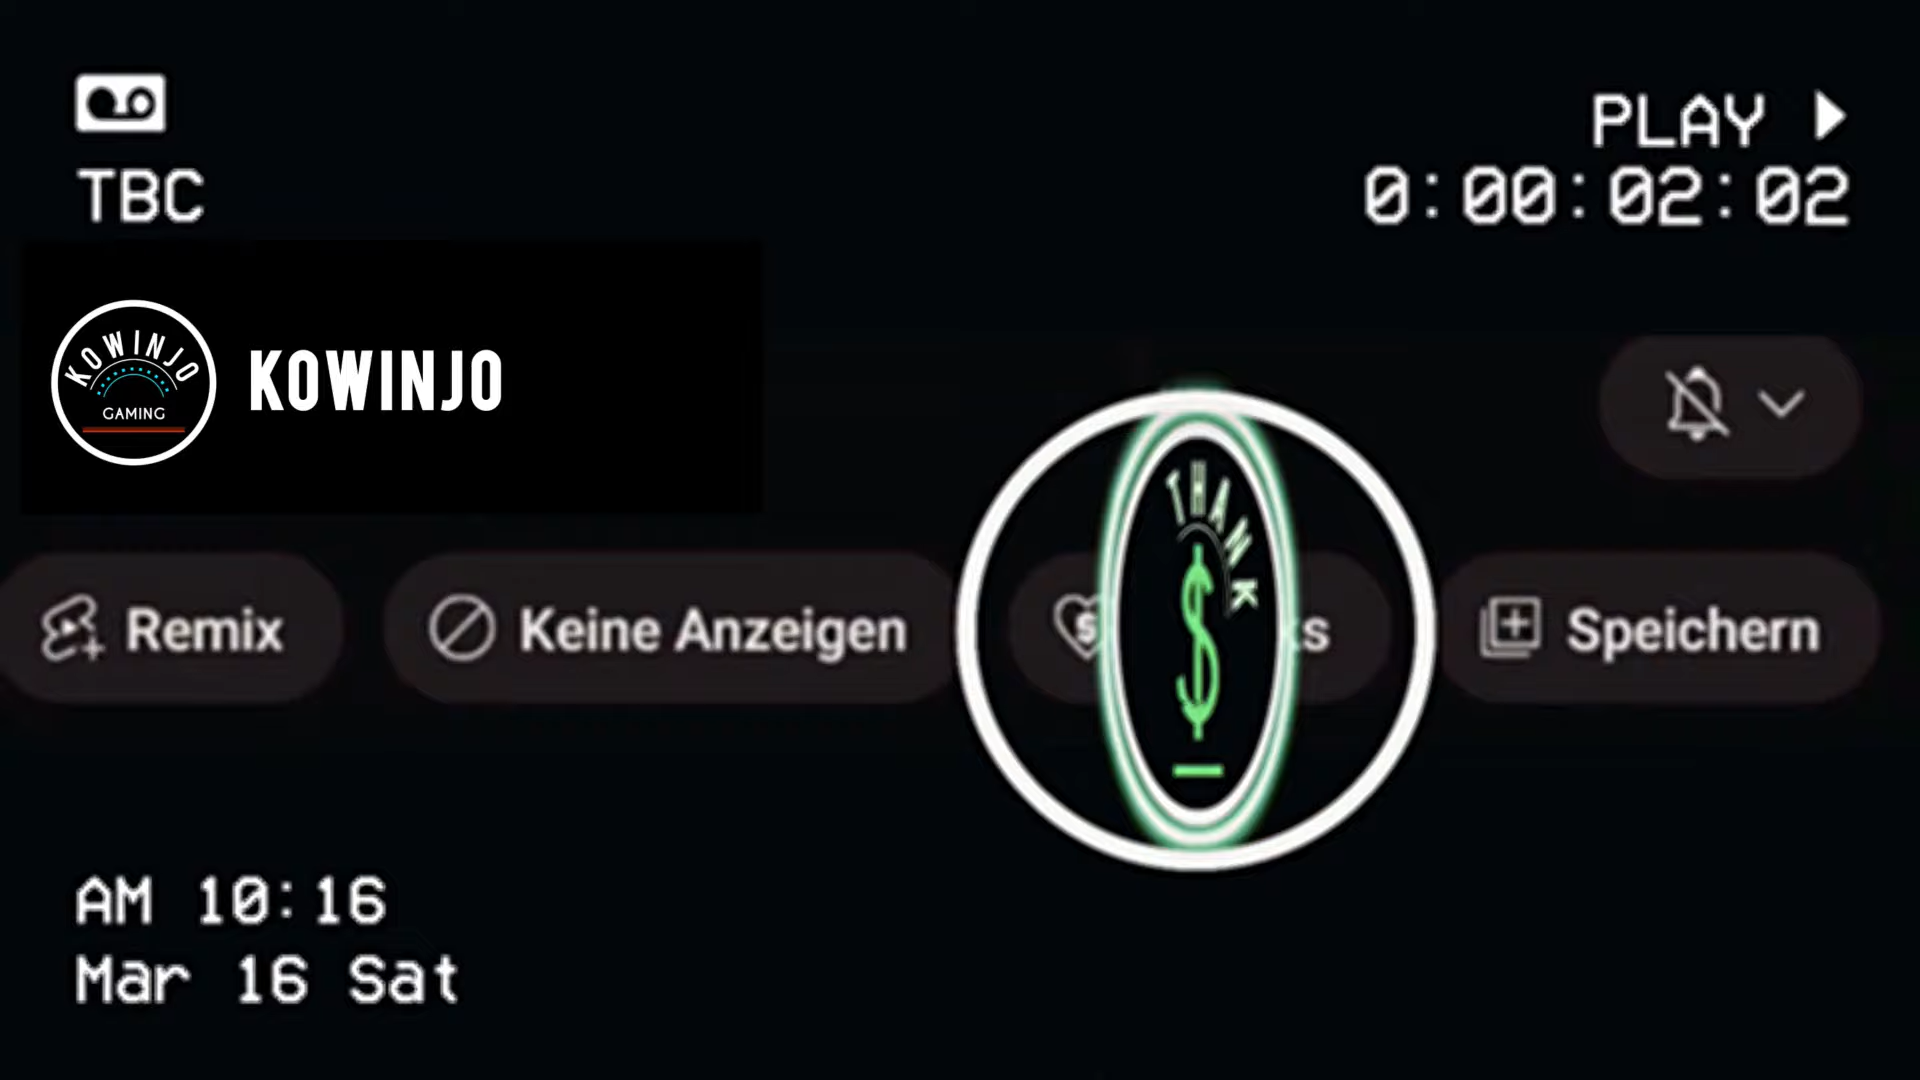 TBC
PLAY
0:00:02:02
KOWINJO
GAMING
KOWINJO
THANK
$
Remix
Keine Anzeigen
$
ks
Speichern
AM 10:16
Mar 16 Sat